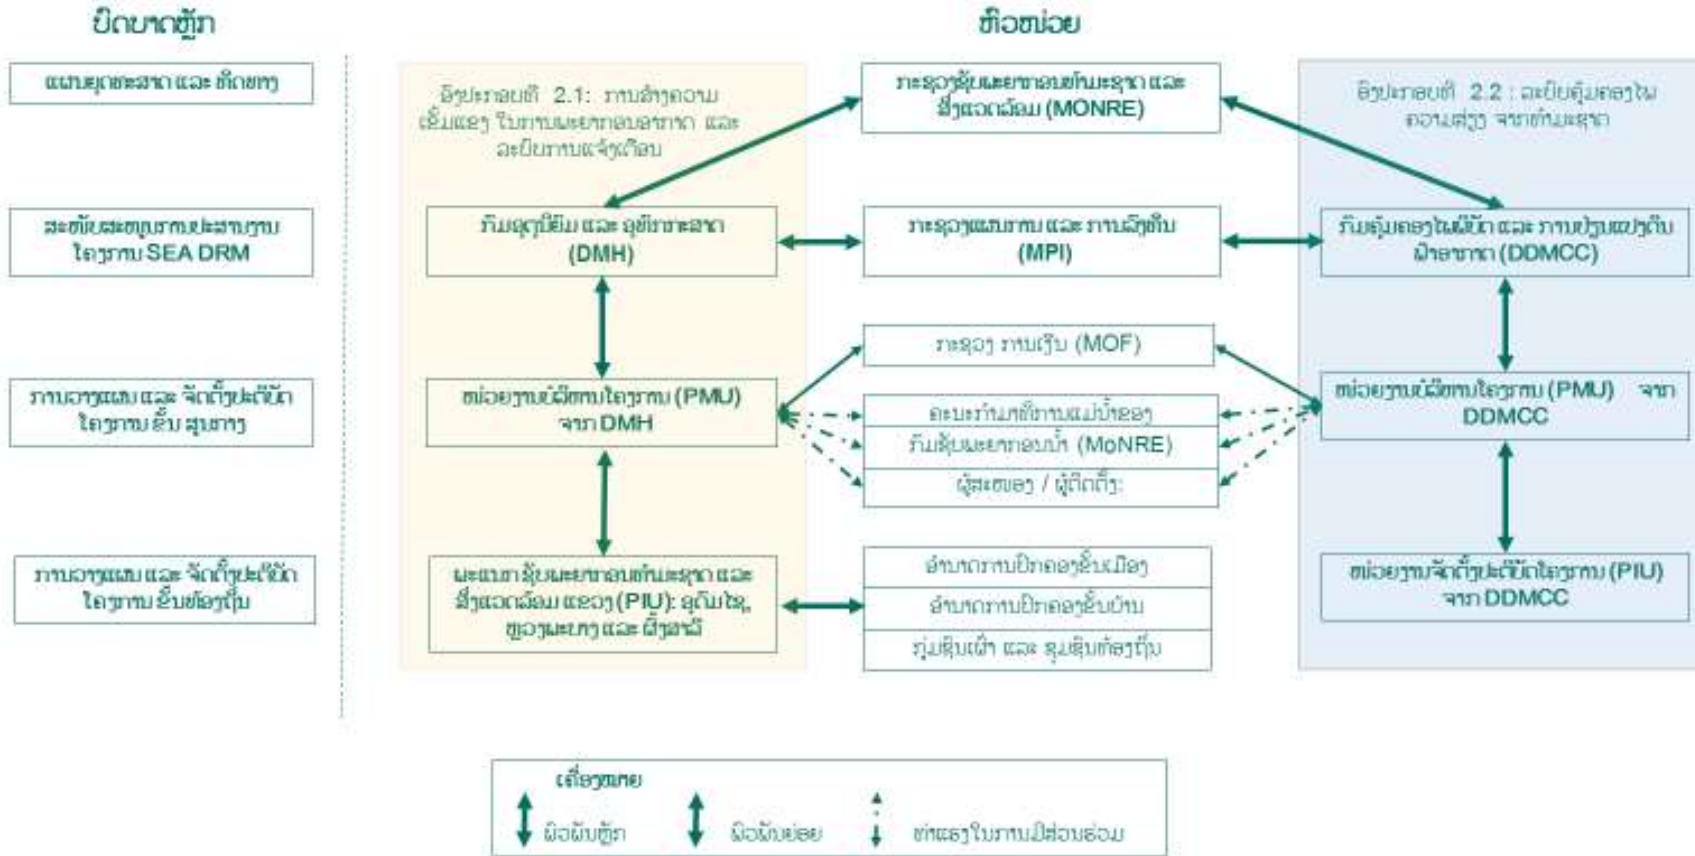 ບົດບາດຫຼັກ
ຫົວໜ່ວຍ
ແຜນຍຸດທະສາດ ແລະ ທິດທາງ
ສະໜັບສະໜູນການປະສານງານ
ໂຄງການ SEA DRM
ການວາງແຜນ ແລະ ຈັດຕັ້ງປະຕິບັດ
ໂຄງການ ຂັ້ນ ສູນກາງ
ການວາງແຜນ ແລະ ຈັດຕັ້ງປະຕິບັດ
ໂຄງການ ຂັ້ນທ້ອງຖິ່ນ
ອົງປະກອບທີ 2.1: ການສ້າງຄວາມ
ເຂັ້ມແຂງ ໃນການພະຍາກອນອາກາດ ແລະ
ລະບົບການແຈ້ງເຕືອນ
ກົມອຸຕຸນິຍົມ ແລະ ອຸທົກກະສາດ
(DMH)
ໜ່ວຍງານບໍລິຫານໂຄງການ (PMU)
ຈາກ DMH
ພະແນກ ຊັບພະຍາກອນທຳມະຊາດ ແລະ
ສິ່ງແວດລ້ອມ ແຂວງ (PIU): ອຸດົມໄຊ,
ຫຼວງພະບາງ ແລະ ຜົ້ງສາລີ
ກະຊວງຊັບພະຍາກອນທຳມະຊາດ ແລະ
ສິ່ງແວດລ້ອມ (MONRE)
ກະຊວງແຜນການ ແລະ ການລົງທຶນ
(MPI)
ກະຊວງ ການເງິນ (MOF)
ຄະນະກຳມາທິການແມ່ນ້ຳຂອງ
ກົມຊັບພະຍາກອນນ້ຳ (MoNRE)
ຜູ້ສະໜອງ / ຜູ້ຕິດຕັ້ງ:
ອຳນາດການປົກຄອງຂັ້ນເມືອງ
ອຳນາດການປົກຄອງຂັ້ນບ້ານ
ກຸ່ມຊົນເຜົ່າ ແລະ ຊຸມຊົນທ້ອງຖິ່ນ
ອົງປະກອບທີ 2.2 : ລະບົບຄຸ້ມຄອງໄພ
ຄວາມສ່ຽງ ຈາກທຳມະຊາດ
ກົມຄຸ້ມຄອງໄພພິບັດ ແລະ ການປ່ຽນແປງດິນ
ຟ້າອາກາດ (DDMCC)
ໜ່ວຍງານບໍລິຫານໂຄງການ (PMU) ຈາກ
DDMCC
ໜ່ວຍງານຈັດຕັ້ງປະຕິບັດໂຄງການ (PIU)
ຈາກ DDMCC
ເຄື່ອງໝາຍ
ພົວພັນຫຼັກ
ພົວພັນຍ່ອຍ
ທ່າແຮງໃນການມີສ່ວນຮ່ວມ